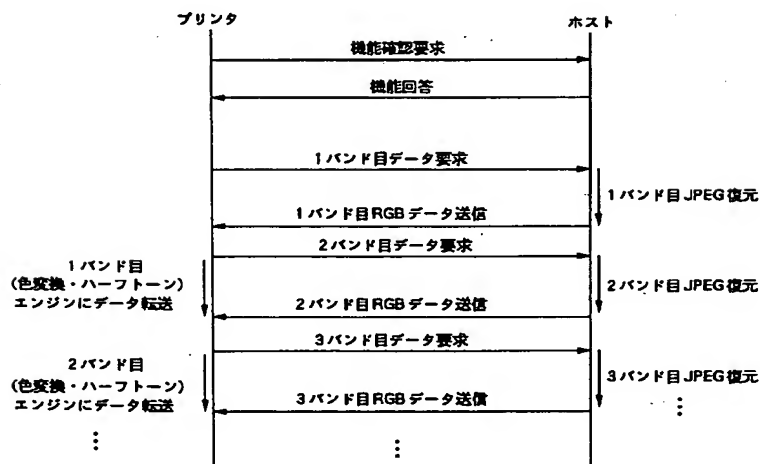 プリンタ
ホスト
機能確認要求
機能回答
1バンド目データ要求
1バンド目JPEG復元
1バンド目RGBデータ送信
2バンド目データ要求
1バンド目
(色変換・ハーフトーン)
エンジンにデータ転送
2バンド目JPEG復元
2バンド目RGBデータ送信
3バンド目データ要求
2バンド目
(色変換・ハーフトーン)
エンジンにデータ転送
3バンド目JPEG復元
3バンド目RGBデータ送信